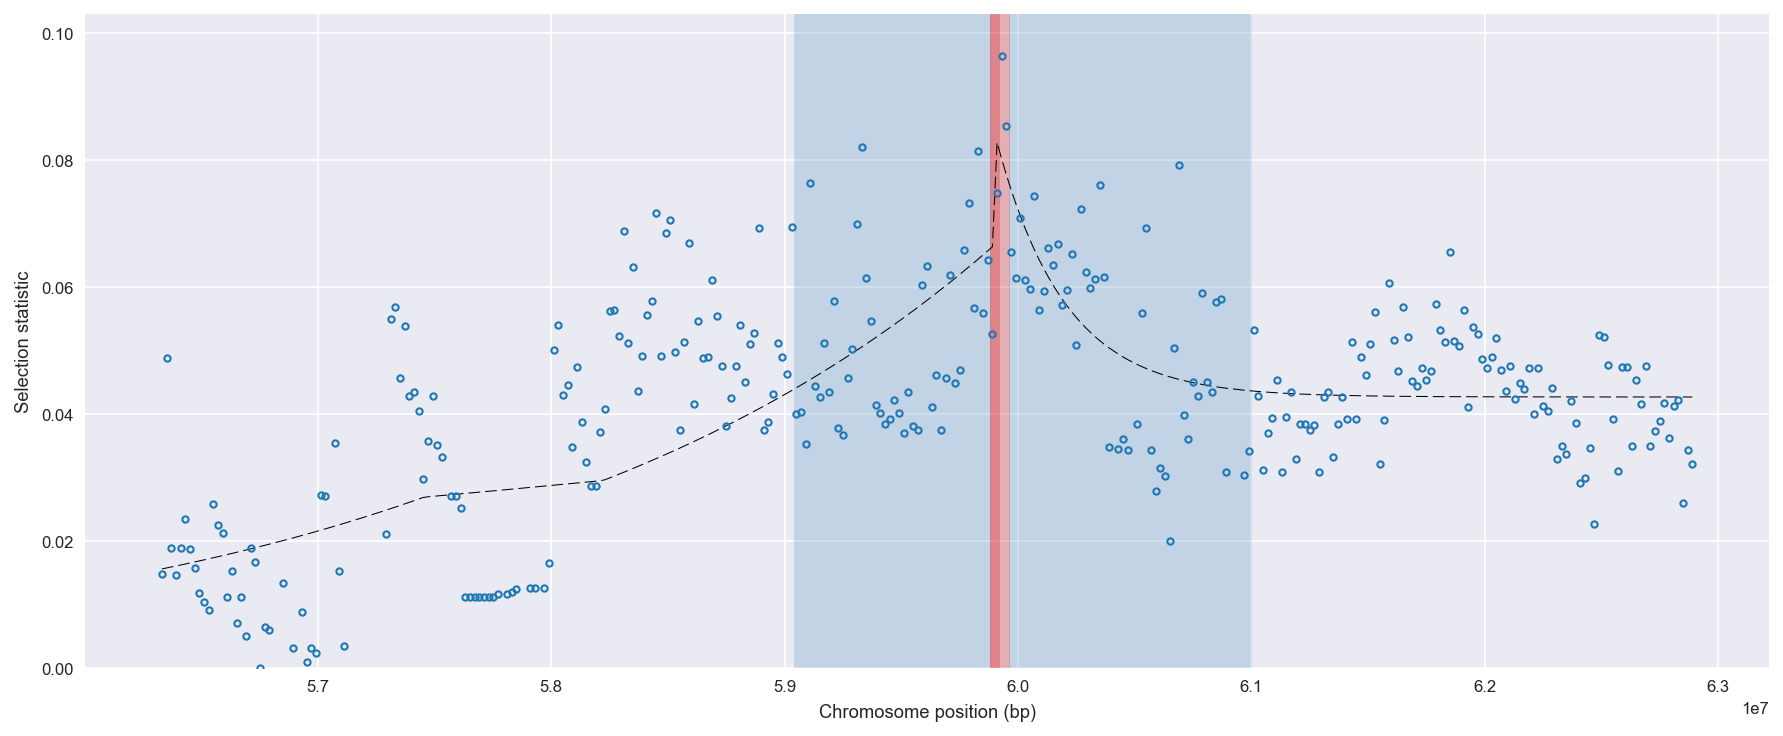 0.10
0.08
0.06
0.04
0.02
0.00
Selection statistic
5.7 5.8 5.9 6.0 6.1 6.2 6.3
Chromosome position (bp)
1e7